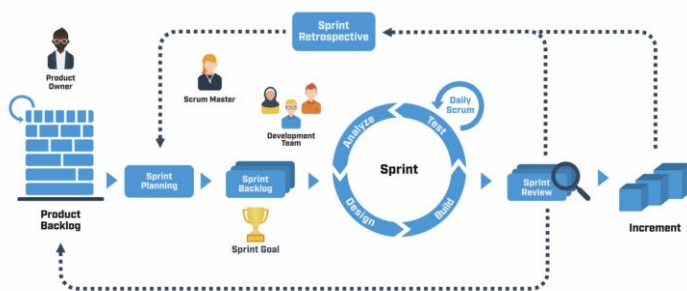 Sprint
Retrospective
Product
Owner
Scrum Master
Development
Team
Daily
Scrum
Analyze
Test
Sprint
Design
Build
Sprint
Planning
Sprint
Backlog
Sprint
Review
Product
Backlog
Sprint Goal
Increment